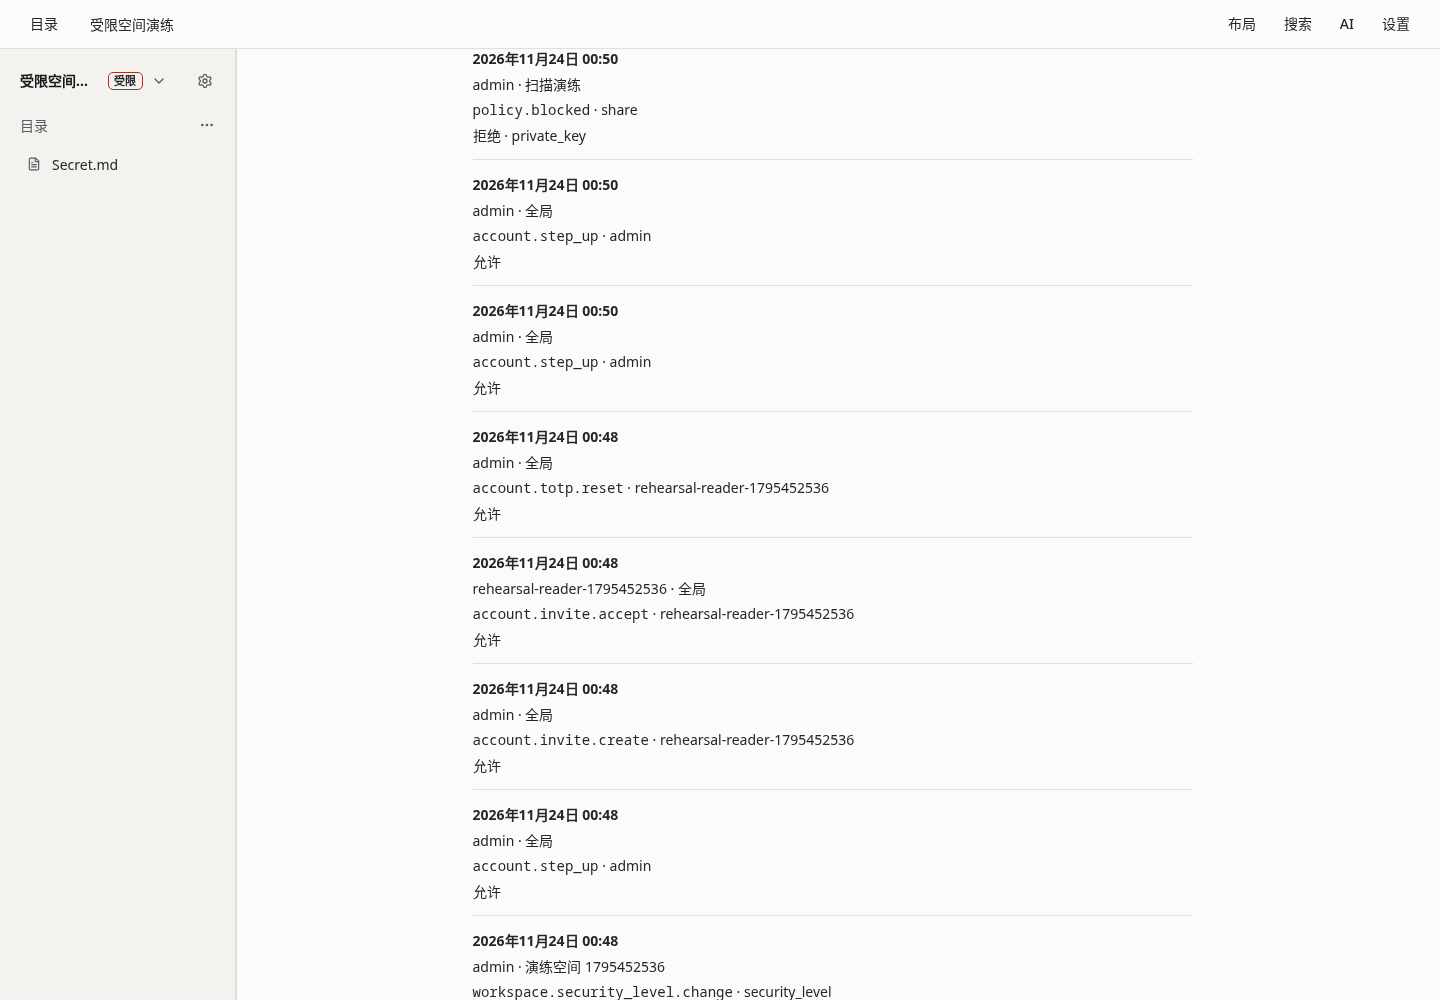 目录
受限空间演练
布局
搜索
AI
设置
受限空间...
受限
目录
Secret.md
2026年11月24日 00:50
admin · 扫描演练
policy.blocked · share
拒绝 · private_key
2026年11月24日 00:50
admin · 全局
account.step_up · admin
允许
2026年11月24日 00:50
admin · 全局
account.step_up · admin
允许
2026年11月24日 00:48
admin · 全局
account.totp.reset · rehearsal-reader-1795452536
允许
2026年11月24日 00:48
rehearsal-reader-1795452536 · 全局
account.invite.accept · rehearsal-reader-1795452536
允许
2026年11月24日 00:48
admin · 全局
account.invite.create · rehearsal-reader-1795452536
允许
2026年11月24日 00:48
admin · 全局
account.step_up · admin
允许
2026年11月24日 00:48
admin · 演练空间 1795452536
workspace.security_level.change · security_level